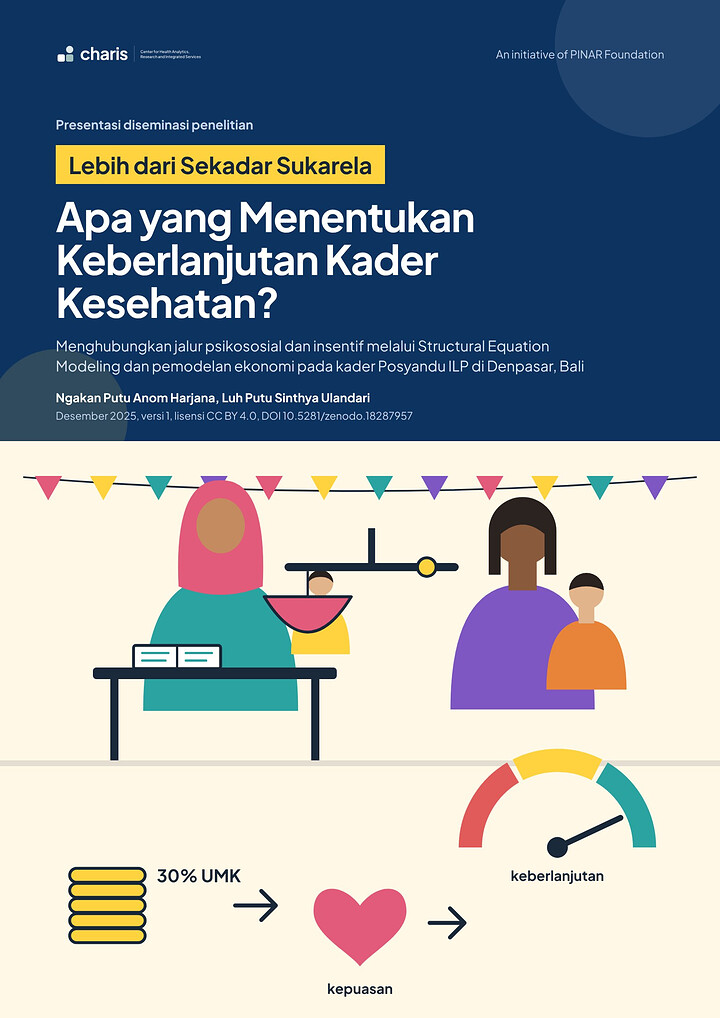 charis
Center for Health Analytics,
Research and Integrated Services
An initiative of PINAR Foundation
Presentasi diseminasi penelitian
Lebih dari Sekadar Sukarela
Apa yang Menentukan
Keberlanjutan Kader
Kesehatan?
Menghubungkan jalur psikososial dan insentif melalui Structural Equation
Modeling dan pemodelan ekonomi pada kader Posyandu ILP di Denpasar, Bali
Ngakan Putu Anom Harjana, Luh Putu Sinthya Ulandari
Desember 2025, versi 1, lisensi CC BY 4.0, DOI 10.5281/zenodo.18287957
30% UMK
keberlanjutan
kepuasan